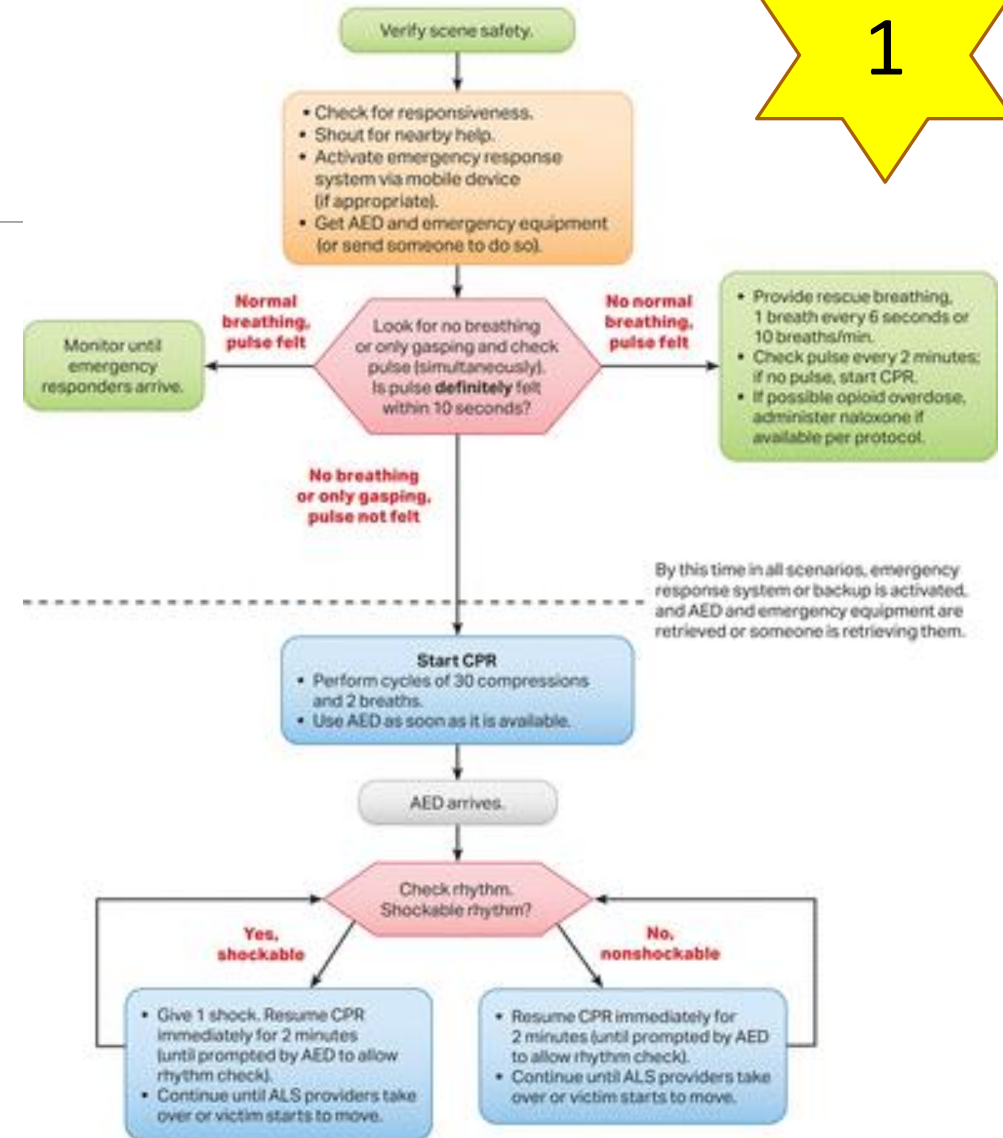 1
Verify scene safety.
• Check for responsiveness.
• Shout for nearby help.
• Activate emergency response
system via mobile device
(if appropriate).
• Get AED and emergency equipment
(or send someone to do so).
Normal
breathing,
pulse felt
No normal
breathing,
pulse felt
Monitor until
emergency
responders arrive.
Look for no breathing
or only gasping and check
pulse (simultaneously).
Is pulse definitely felt
within 10 seconds?
• Provide rescue breathing,
1 breath every 6 seconds or
10 breaths/min.
• Check pulse every 2 minutes;
if no pulse, start CPR.
• If possible opioid overdose,
administer naloxone if
available per protocol.
No breathing
or only gasping,
pulse not felt
By this time in all scenarios, emergency
response system or backup is activated,
and AED and emergency equipment are
retrieved or someone is retrieving them.
Start CPR
• Perform cycles of 30 compressions
and 2 breaths.
• Use AED as soon as it is available.
AED arrives.
Check rhythm.
Shockable rhythm?
Yes,
shockable
No,
nonshockable
• Give 1 shock. Resume CPR
immediately for 2 minutes
(until prompted by AED to allow
rhythm check).
• Continue until ALS providers take
over or victim starts to move.
• Resume CPR immediately for
2 minutes (until prompted by AED
to allow rhythm check).
• Continue until ALS providers take
over or victim starts to move.